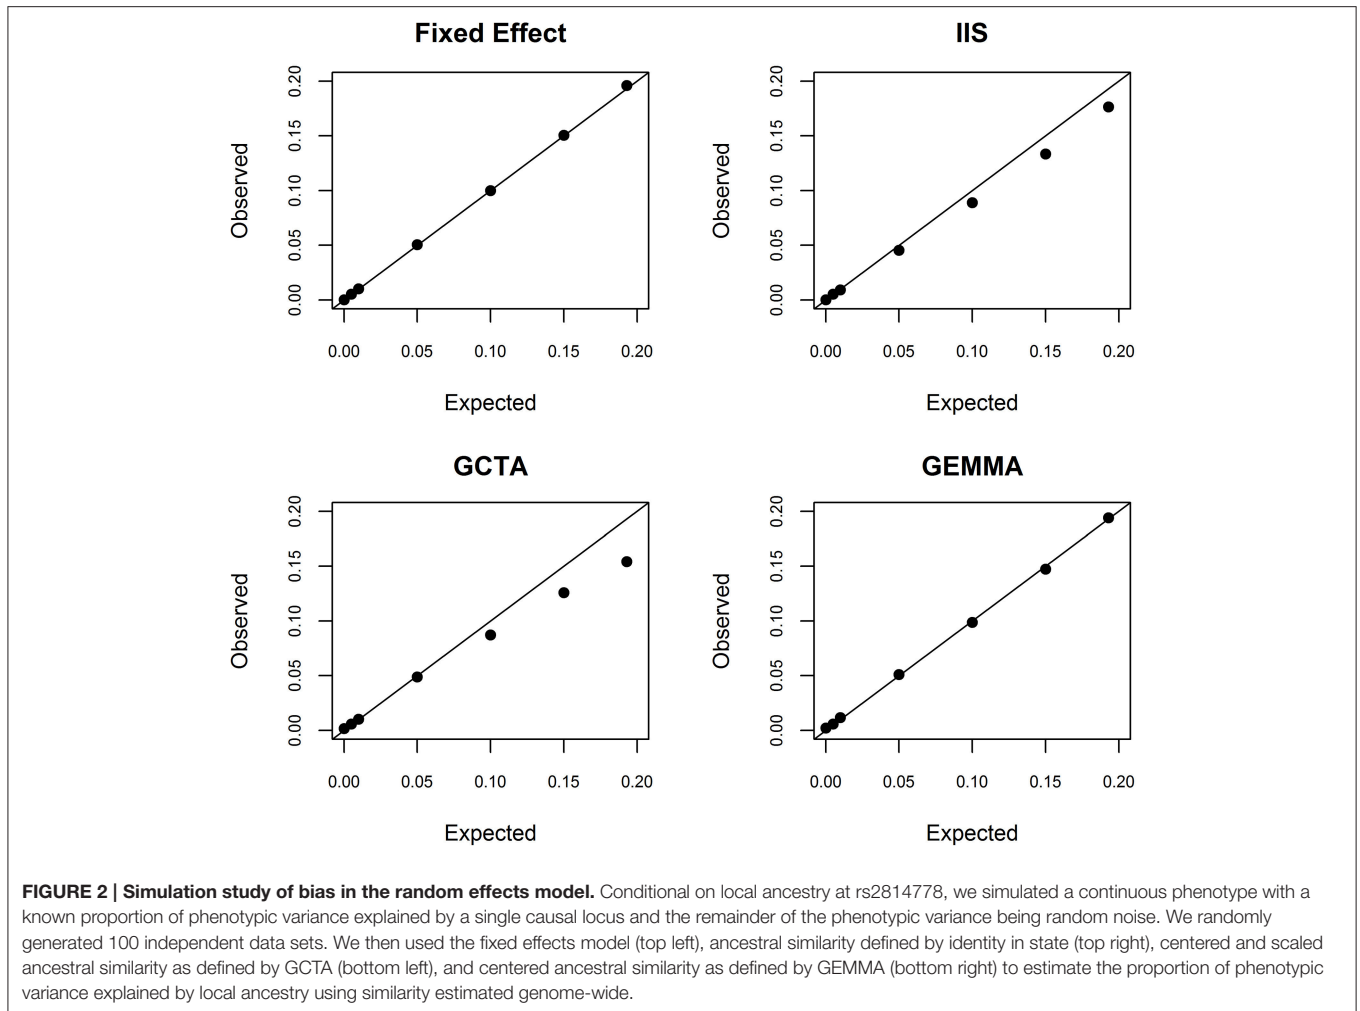 Fixed Effect
Observed
0.00 0.05 0.10 0.15 0.20
0.00 0.05 0.10 0.15 0.20
Expected
IIS
Observed
0.00 0.05 0.10 0.15 0.20
0.00 0.05 0.10 0.15 0.20
Expected
GCTA
Observed
0.00 0.05 0.10 0.15 0.20
0.00 0.05 0.10 0.15 0.20
Expected
GEMMA
Observed
0.00 0.05 0.10 0.15 0.20
0.00 0.05 0.10 0.15 0.20
Expected
FIGURE 2 | Simulation study of bias in the random effects model. Conditional on local ancestry at rs2814778, we simulated a continuous phenotype with a
known proportion of phenotypic variance explained by a single causal locus and the remainder of the phenotypic variance being random noise. We randomly
generated 100 independent data sets. We then used the fixed effects model (top left), ancestral similarity defined by identity in state (top right), centered and scaled
ancestral similarity as defined by GCTA (bottom left), and centered ancestral similarity as defined by GEMMA (bottom right) to estimate the proportion of phenotypic
variance explained by local ancestry using similarity estimated genome-wide.